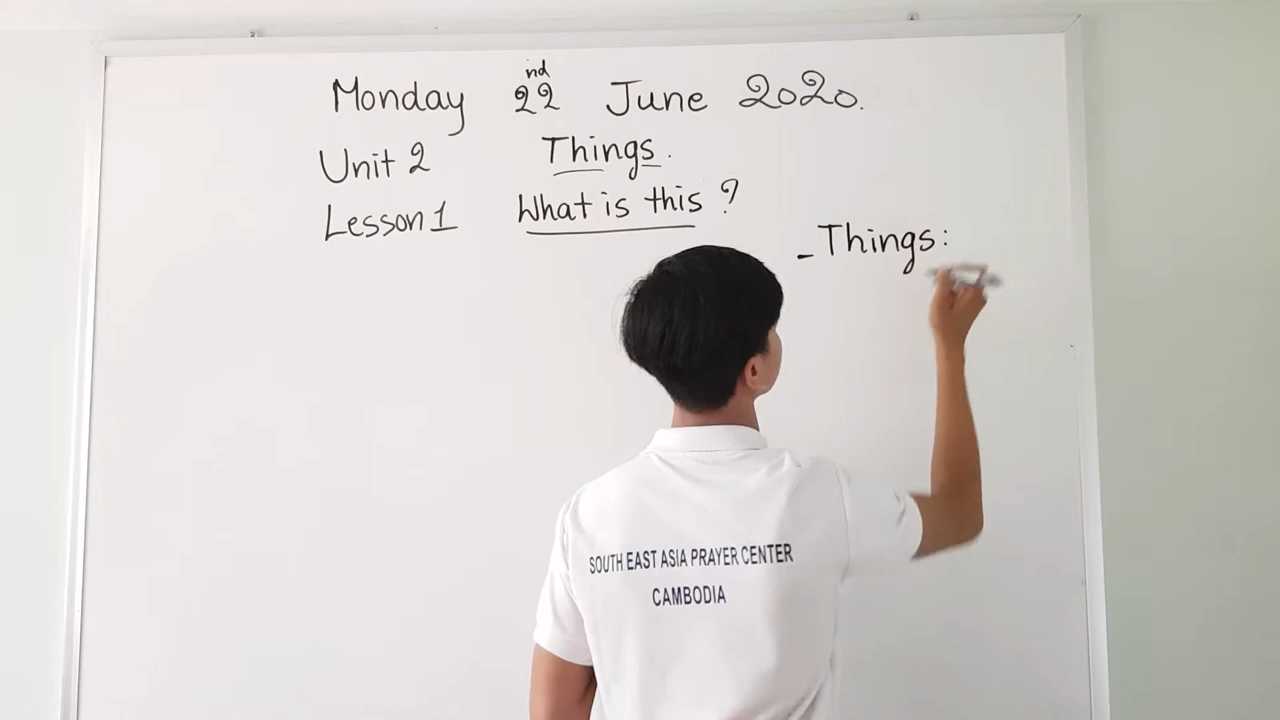 Monday 22nd June 2020.
Unit 2 Things.
Lesson 1 What is this ?
- Things:
SOUTH EAST ASIA PRAYER CENTER
CAMBODIA